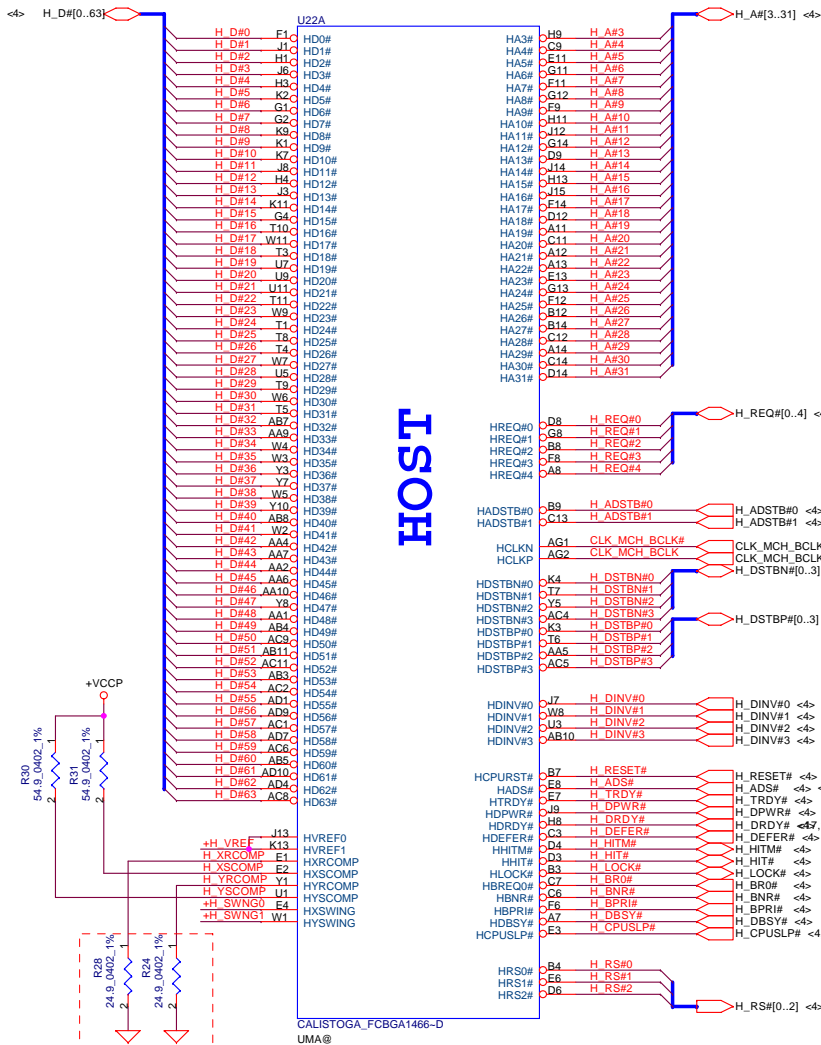 <4> H_D#[0..63] U22A H_A#[3..31] <4>
H_D#0 F1 HD0# HA3# H9 H_A#3
H_D#1 J1 HD1# HA4# C9 H_A#4
H_D#2 H1 HD2# HA5# E11 H_A#5
H_D#3 J6 HD3# HA6# G11 H_A#6
H_D#4 H3 HD4# HA7# F11 H_A#7
H_D#5 K2 HD5# HA8# G12 H_A#8
H_D#6 G1 HD6# HA9# F9 H_A#9
H_D#7 G2 HD7# HA10# H11 H_A#10
H_D#8 K9 HD8# HA11# J12 H_A#11
H_D#9 K1 HD9# HA12# G14 H_A#12
H_D#10 K7 HD10# HA13# D9 H_A#13
H_D#11 J8 HD11# HA14# J14 H_A#14
H_D#12 H4 HD12# HA15# H13 H_A#15
H_D#13 J3 HD13# HA16# J15 H_A#16
H_D#14 K11 HD14# HA17# F14 H_A#17
H_D#15 G4 HD15# HA18# D12 H_A#18
H_D#16 T10 HD16# HA19# A11 H_A#19
H_D#17 W11 HD17# HA20# C11 H_A#20
H_D#18 T3 HD18# HA21# A12 H_A#21
H_D#19 U7 HD19# HA22# A13 H_A#22
H_D#20 U9 HD20# HA23# E13 H_A#23
H_D#21 U11 HD21# HA24# G13 H_A#24
H_D#22 T11 HD22# HA25# F12 H_A#25
H_D#23 W9 HD23# HA26# B12 H_A#26
H_D#24 T1 HD24# HA27# B14 H_A#27
H_D#25 T8 HD25# HA28# C12 H_A#28
H_D#26 T4 HD26# HA29# A14 H_A#29
H_D#27 W7 HD27# HA30# C14 H_A#30
H_D#28 U5 HD28# HA31# D14 H_A#31
H_D#29 T9 HD29#
H_D#30 W6 HD30#
H_D#31 T5 HD31# H_REQ#[0..4]
H_D#32 AB7 HD32# HREQ#0 D8 H_REQ#0
H_D#33 AA9 HD33# HREQ#1 G8 H_REQ#1
H_D#34 W4 HD34# HREQ#2 B8 H_REQ#2
H_D#35 W3 HD35# HREQ#3 F8 H_REQ#3
H_D#36 Y3 HD36# HREQ#4 A8 H_REQ#4
H_D#37 Y7 HD37#
H_D#38 W5 HD38#
H_D#39 Y10 HD39# HADSTB#0 B9 H_ADSTB#0 H_ADSTB#0 <4>
H_D#40 AB8 HD40# HADSTB#1 C13 H_ADSTB#1 H_ADSTB#1 <4>
H_D#41 W2 HD41#
H_D#42 AA4 HD42# HCLKN AG1 CLK_MCH_BCLK# CLK_MCH_BCLK
H_D#43 AA7 HD43# HCLKP AG2 CLK_MCH_BCLK CLK_MCH_BCLK
H_D#44 AA2 HD44# H_DSTBN#[0..3]
H_D#45 AA6 HD45# HDSTBN#0 K4 H_DSTBN#0
H_D#46 AA10 HD46# HDSTBN#1 T7 H_DSTBN#1
H_D#47 Y8 HD47# HDSTBN#2 Y5 H_DSTBN#2
H_D#48 AA1 HD48# HDSTBN#3 AC4 H_DSTBN#3
H_D#49 AB4 HD49# HDSTBP#0 K3 H_DSTBP#0 H_DSTBP#[0..3]
H_D#50 AC9 HD50# HDSTBP#1 T6 H_DSTBP#1
H_D#51 AB11 HD51# HDSTBP#2 AA5 H_DSTBP#2
H_D#52 AC11 HD52# HDSTBP#3 AC5 H_DSTBP#3
H_D#53 AB3 HD53#
H_D#54 AC2 HD54#
H_D#55 AD1 HD55# HDINV#0 J7 H_DINV#0 H_DINV#0 <4>
H_D#56 AD9 HD56# HDINV#1 W8 H_DINV#1 H_DINV#1 <4>
H_D#57 AC1 HD57# HDINV#2 U3 H_DINV#2 H_DINV#2 <4>
H_D#58 AD7 HD58# HDINV#3 AB10 H_DINV#3 H_DINV#3 <4>
H_D#59 AC6 HD59#
H_D#60 AB5 HD60#
H_D#61 AD10 HD61# HCPURST# B7 H_RESET# H_RESET# <4>
H_D#62 AD4 HD62# HADS# E8 H_ADS# H_ADS# <4>
H_D#63 AC8 HD63# HTRDY# E7 H_TRDY# H_TRDY# <4>
HDPWR# J9 H_DPWR# H_DPWR# <4>
HDRDY# H8 H_DRDY# H_DRDY#
HDEFER# C3 H_DEFER# H_DEFER# <4>
HHITM# D4 H_HITM# H_HITM# <4>
HHIT# D3 H_HIT# H_HIT# <4>
HLOCK# B3 H_LOCK# H_LOCK# <4>
HBREQ0# C7 H_BR0# H_BR0# <4>
HBNR# C6 H_BNR# H_BNR# <4>
HBPRI# F6 H_BPRI# H_BPRI# <4>
HDBSY# A7 H_DBSY# H_DBSY# <4>
HCPUSLP# E3 H_CPUSLP# H_CPUSLP# <4>
HRS0# B4 H_RS#0
HRS1# E6 H_RS#1
HRS2# D6 H_RS#2
H_RS#[0..2] <4>
HOST
+VCCP
1 1
R30 54.9_0402_1%
R31 54.9_0402_1%
2 2
J13 HVREF0
+H_VREF K13 HVREF1
H_XRCOMP E1 HXRCOMP
H_XSCOMP E2 HXSCOMP
H_YRCOMP Y1 HYRCOMP
H_YSCOMP U1 HYSCOMP
+H_SWNG0 E4 HXSWING
+H_SWNG1 W1 HYSWING
1 1
R28 24.9_0402_1%
R24 24.9_0402_1%
2 2
CALISTOGA_FCBGA1466~D
UMA@